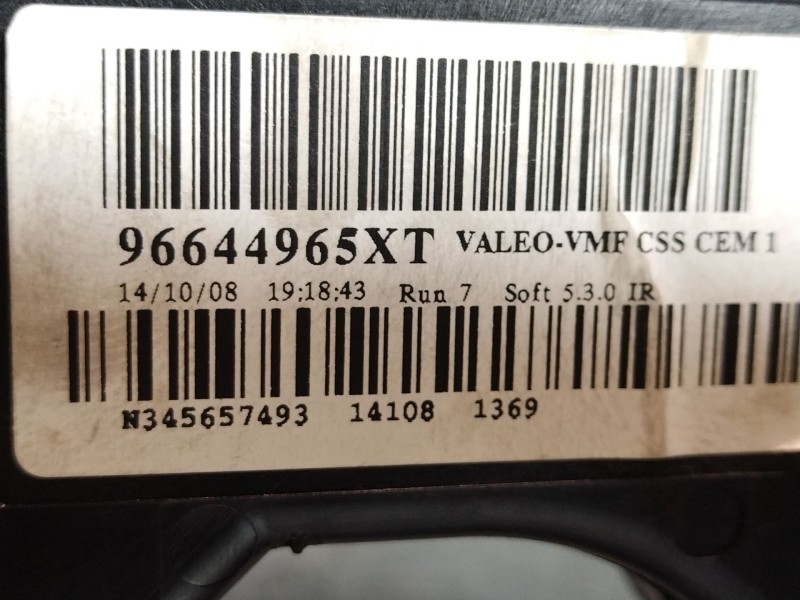 96644965XT VALEO-VMF CSS CEM 1
14/10/08 19:18:43 Run 7 Soft 5.3.0 IR
N345657493 14108 1369